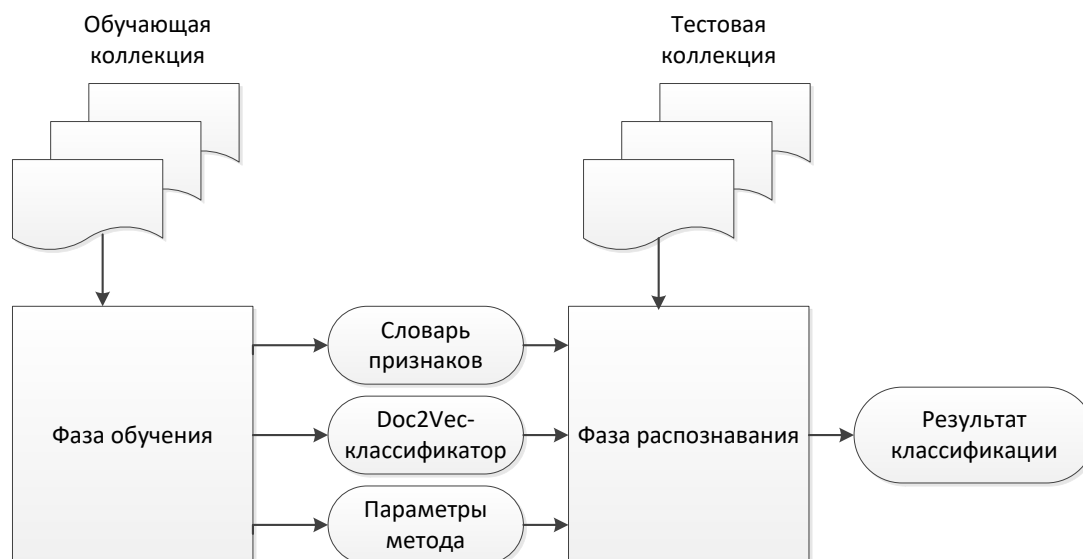 Обучающая
коллекция
Тестовая
коллекция
Фаза обучения
Словарь
признаков
Doc2Vec-
классификатор
Параметры
метода
Фаза распознавания
Результат
классификации